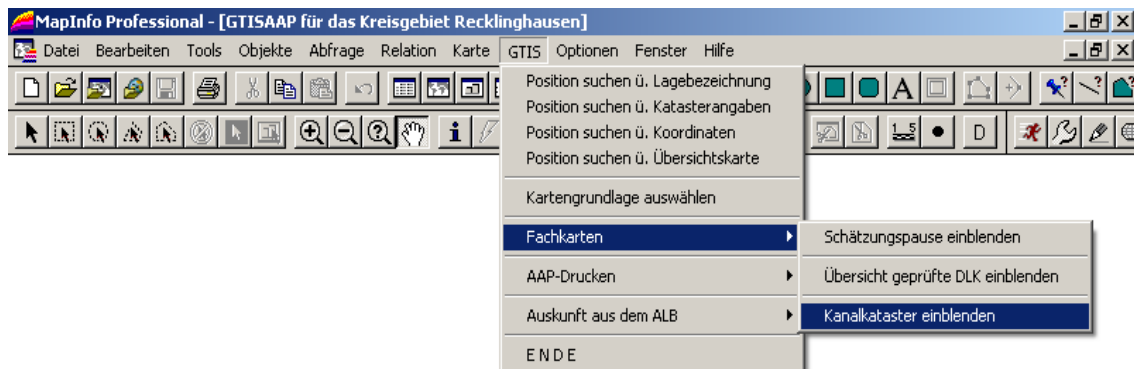 MapInfo Professional - [GTISAAP für das Kreisgebiet Recklinghausen]
Datei Bearbeiten Tools Objekte Abfrage Relation Karte GTIS Optionen Fenster Hilfe
Position suchen ü. Lagebezeichnung
Position suchen ü. Katasterangaben
Position suchen ü. Koordinaten
Position suchen ü. Übersichtskarte
Kartengrundlage auswählen
Fachkarten
Schätzungspause einblenden
AAP-Drucken
Übersicht geprüfte DLK einblenden
Auskunft aus dem ALB
Kanalkataster einblenden
E N D E